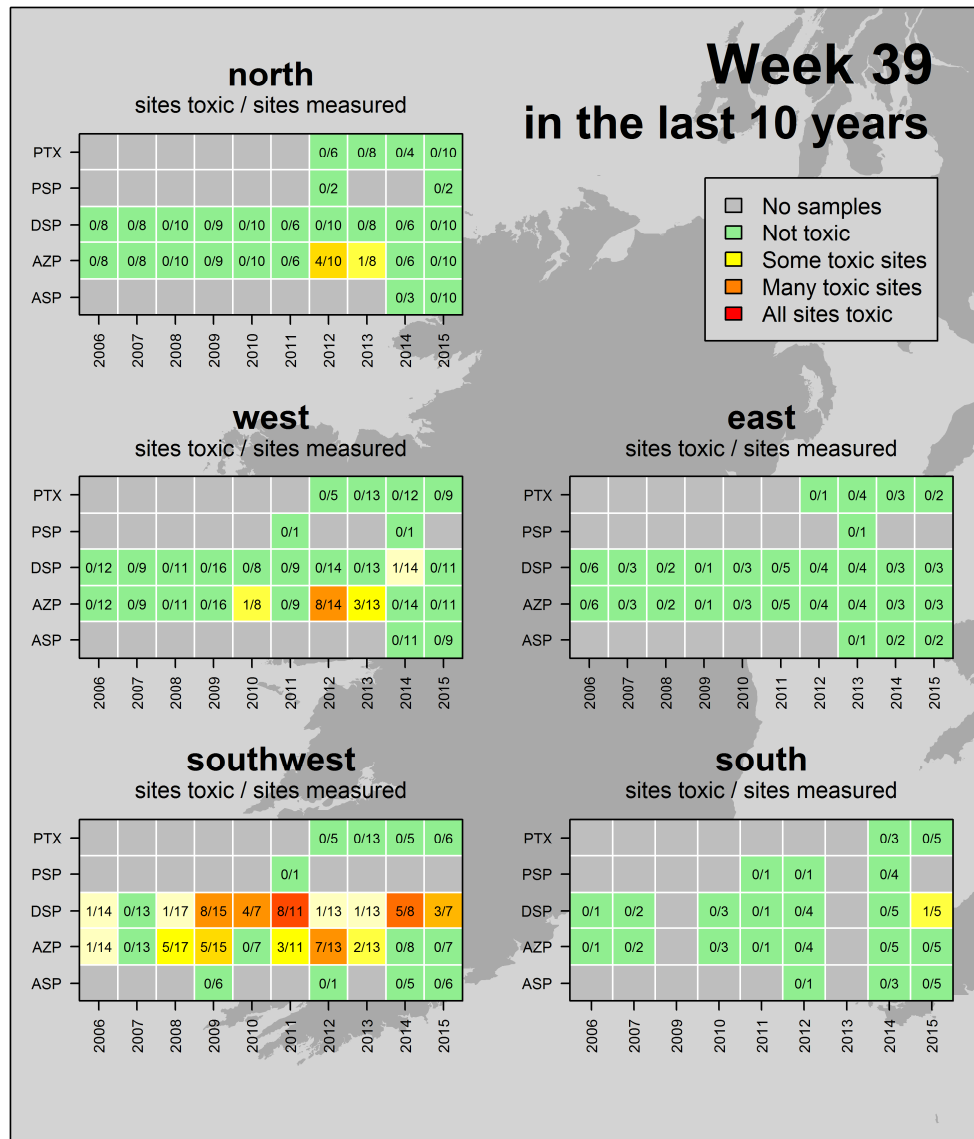 Week 39
in the last 10 years
No samples
Not toxic
Some toxic sites
Many toxic sites
All sites toxic
north
sites toxic / sites measured
PTX 0/6 0/8 0/4 0/10
PSP 0/2 0/2
DSP 0/8 0/8 0/10 0/9 0/10 0/6 0/10 0/8 0/6 0/10
AZP 0/8 0/8 0/10 0/9 0/10 0/6 4/10 1/8 0/6 0/10
ASP 0/3 0/10
2006 2007 2008 2009 2010 2011 2012 2013 2014 2015
west
sites toxic / sites measured
PTX 0/5 0/13 0/12 0/9
PSP 0/1 0/1
DSP 0/12 0/9 0/11 0/16 0/8 0/9 0/14 0/13 1/14 0/11
AZP 0/12 0/9 0/11 0/16 1/8 0/9 8/14 3/13 0/14 0/11
ASP 0/11 0/9
2006 2007 2008 2009 2010 2011 2012 2013 2014 2015
east
sites toxic / sites measured
PTX 0/1 0/4 0/3 0/2
PSP 0/1
DSP 0/6 0/3 0/2 0/1 0/3 0/5 0/4 0/4 0/3 0/3
AZP 0/6 0/3 0/2 0/1 0/3 0/5 0/4 0/4 0/3 0/3
ASP 0/1 0/2 0/2
2006 2007 2008 2009 2010 2011 2012 2013 2014 2015
southwest
sites toxic / sites measured
PTX 0/5 0/13 0/5 0/6
PSP 0/1
DSP 1/14 0/13 1/17 8/15 4/7 8/11 1/13 1/13 5/8 3/7
AZP 1/14 0/13 5/17 5/15 0/7 3/11 7/13 2/13 0/8 0/7
ASP 0/6 0/1 0/5 0/6
2006 2007 2008 2009 2010 2011 2012 2013 2014 2015
south
sites toxic / sites measured
PTX 0/3 0/5
PSP 0/1 0/1 0/4
DSP 0/1 0/2 0/3 0/1 0/4 0/5 1/5
AZP 0/1 0/2 0/3 0/1 0/4 0/5 0/5
ASP 0/1 0/3 0/5
2006 2007 2008 2009 2010 2011 2012 2013 2014 2015